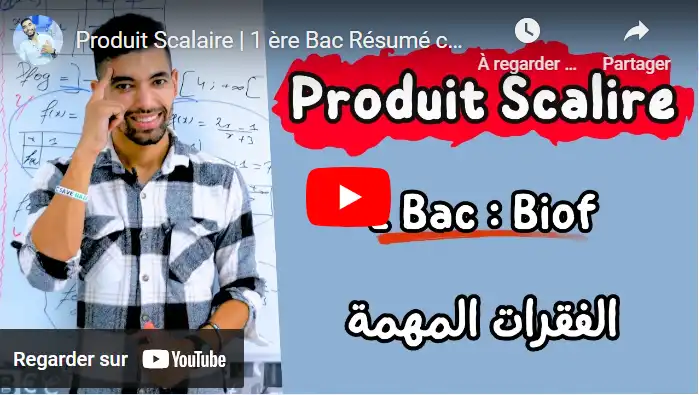 Produit Scalaire | 1 ère Bac Résumé c...
À regarder ...
Partager
Produit Scalire
Bac : Biof
الفقرات المهمة
Regarder sur YouTube